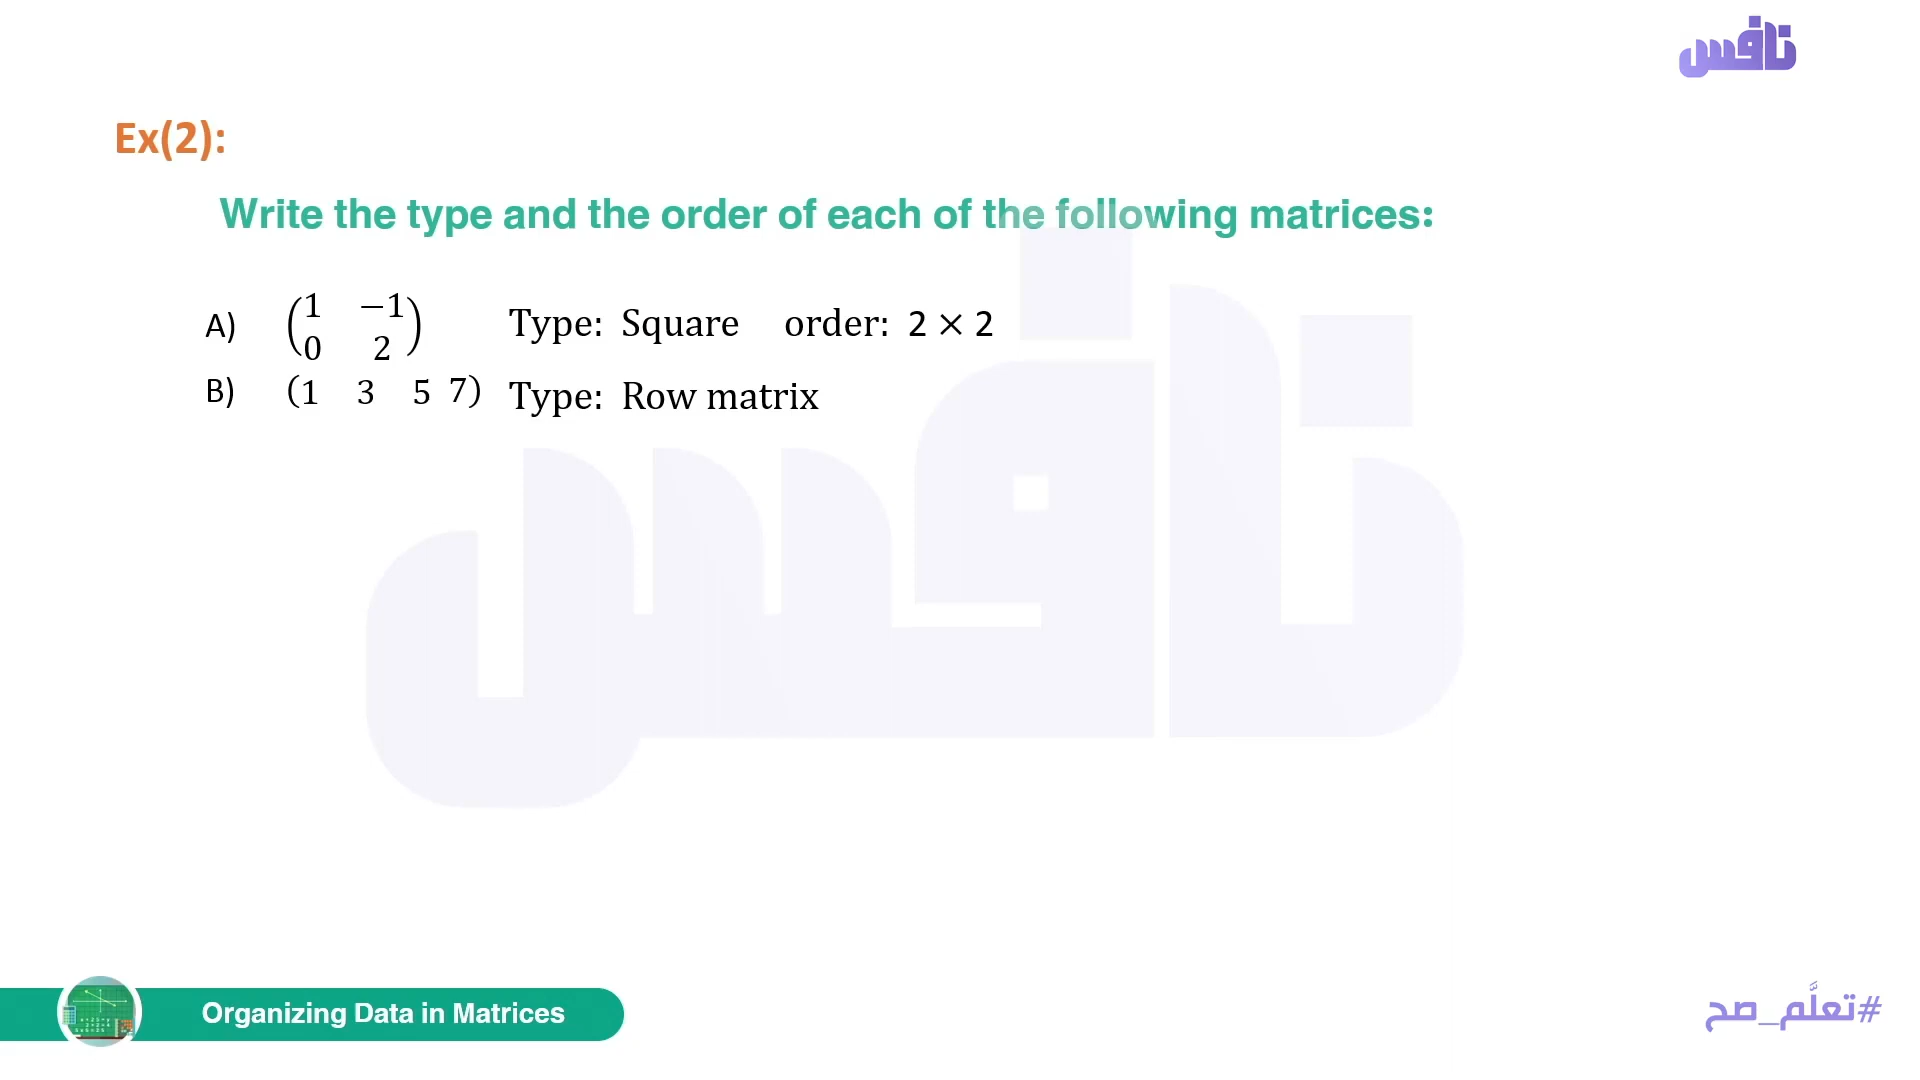 نافس
Ex(2):
Write the type and the order of each of the following matrices:
A) (1 −1
0 2) Type: Square order: 2 × 2
B) (1 3 5 7) Type: Row matrix
نافس
Organizing Data in Matrices
#تعلَّم_صح